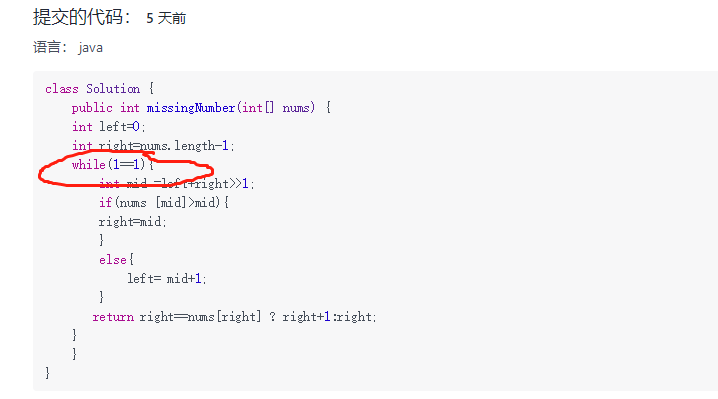 提交的代码： 5 天前
语言： java
class Solution {
public int missingNumber(int[] nums) {
int left=0;
int right=nums.length-1;
while(1==1){
int mid =left+right>>1;
if(nums [mid]>mid){
right=mid;
}
else{
left= mid+1;
}
return right==nums[right] ? right+1:right;
}
}
}